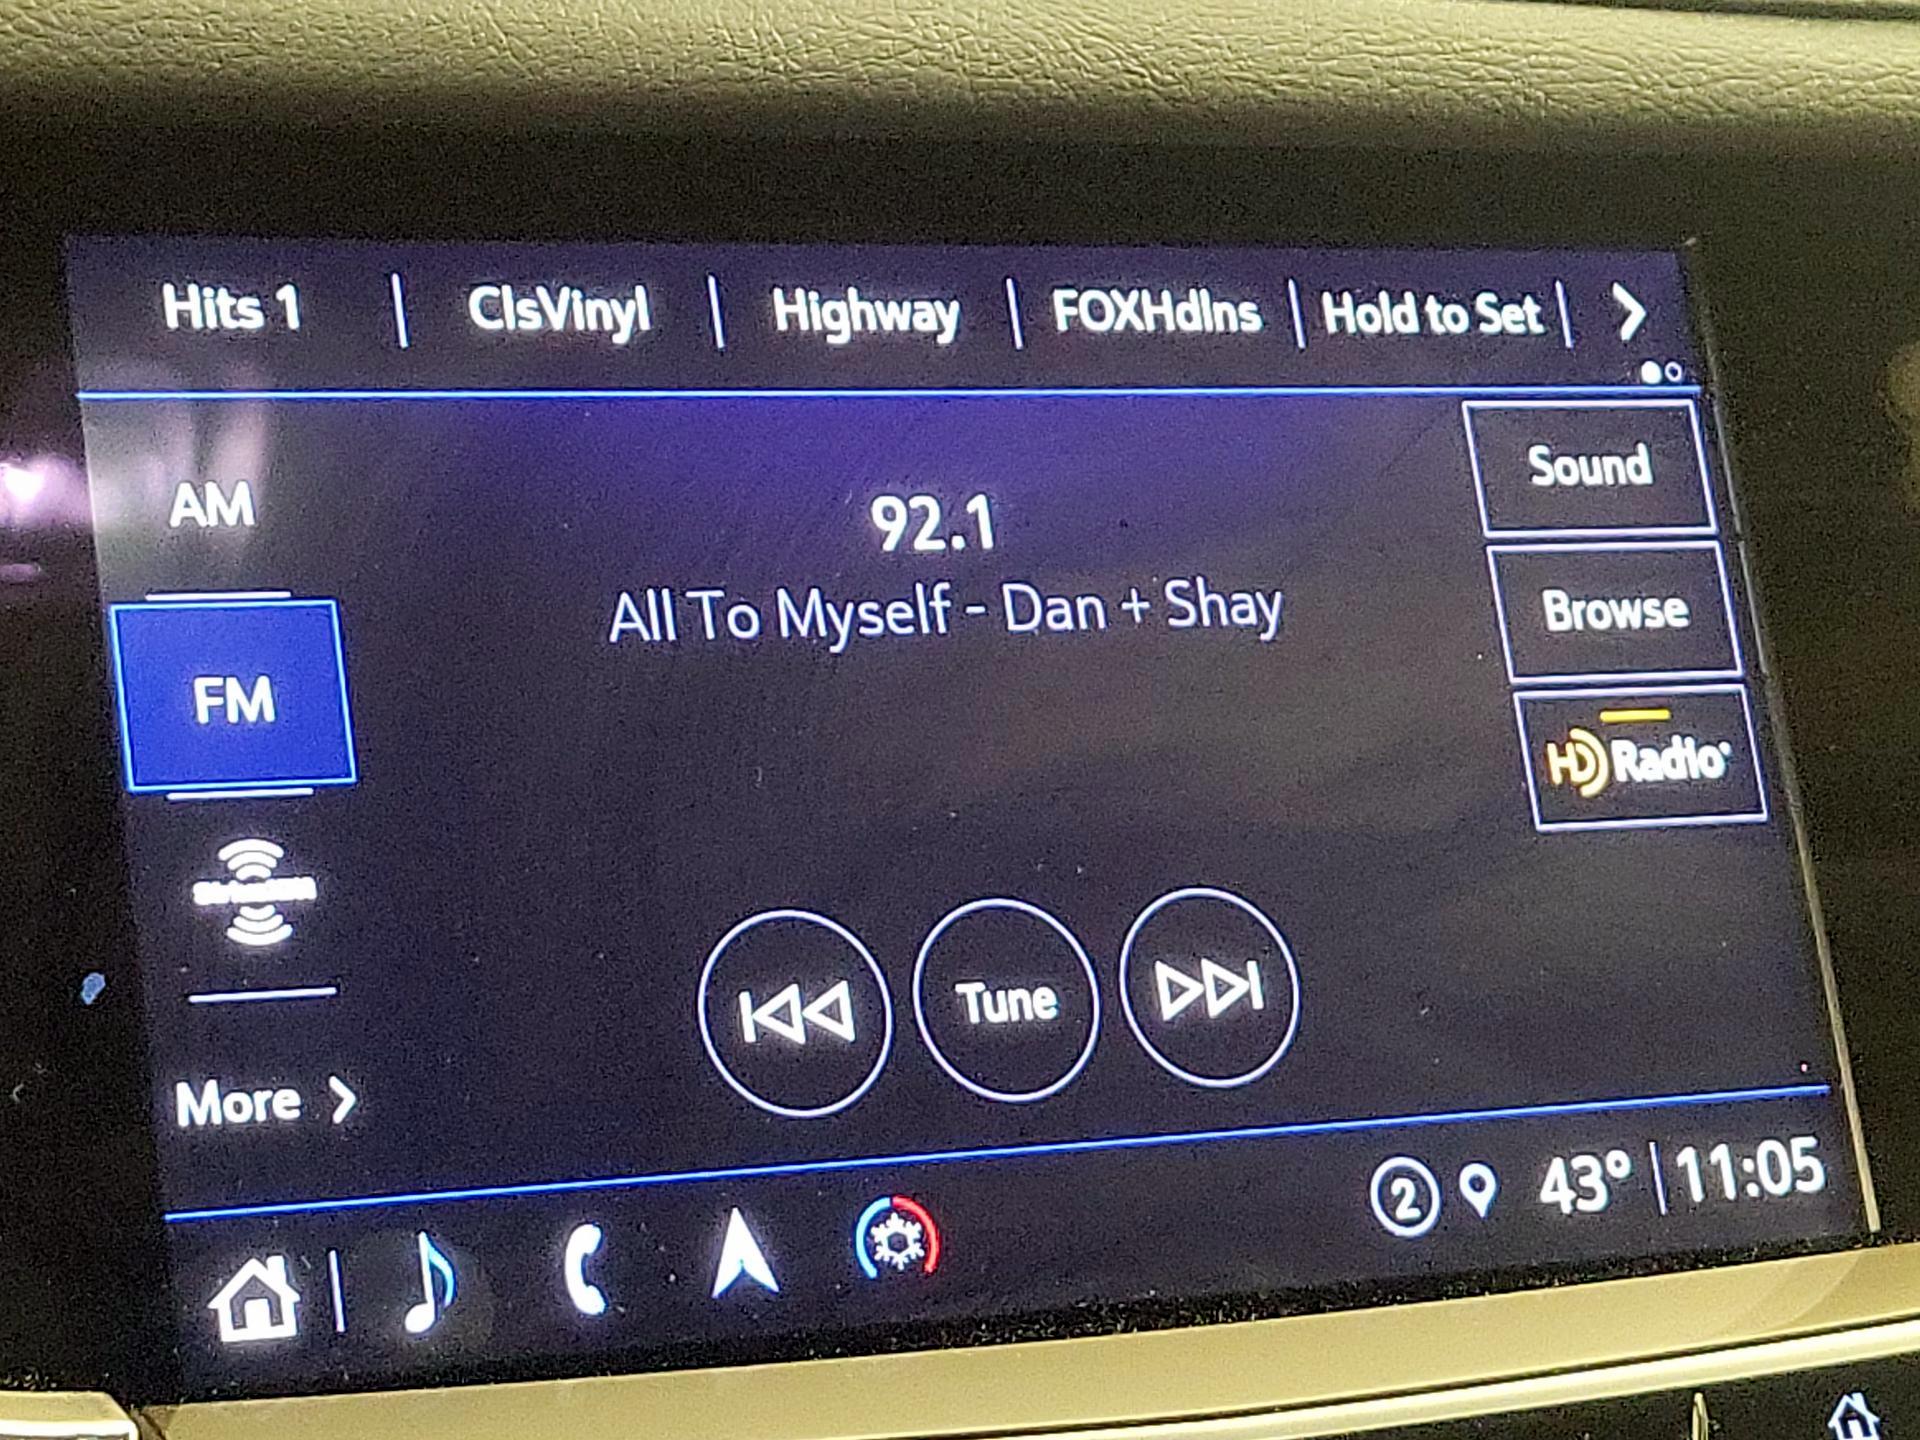 Hits 1 | ClsVinyl | Highway | FOXHdlns | Hold to Set |
Sound
AM
92.1
All To Myself - Dan + Shay
Browse
FM
HD Radio
SiriusXM
Tune
More
2 43° | 11:05